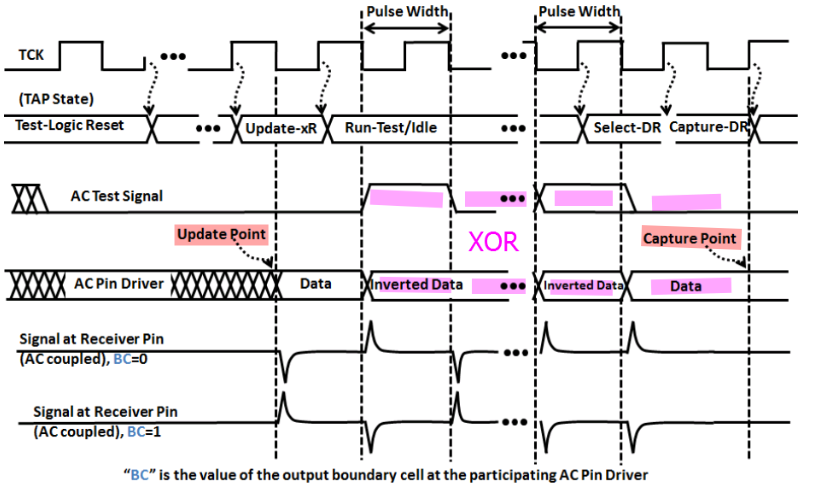 Pulse Width
Pulse Width
TCK
(TAP State)
Test-Logic Reset
Update-xR
Run-Test/Idle
Select-DR
Capture-DR
AC Test Signal
Update Point
XOR
Capture Point
AC Pin Driver
Data
Inverted Data
Inverted Data
Data
Signal at Receiver Pin
(AC coupled), BC=0
Signal at Receiver Pin
(AC coupled), BC=1
“BC” is the value of the output boundary cell at the participating AC Pin Driver